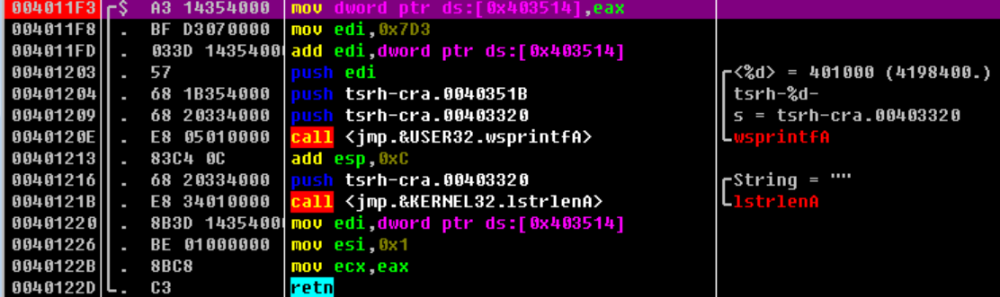 004011F3 $ A3 14354000 mov dword ptr ds:[0x403514],eax
004011F8 . BF D3070000 mov edi,0x7D3
004011FD . 033D 1435400 add edi,dword ptr ds:[0x403514]
00401203 . 57 push edi <%d> = 401000 (4198400.)
00401204 . 68 1B354000 push tsrh-cra.0040351B tsrh-%d-
00401209 . 68 20334000 push tsrh-cra.00403320 s = tsrh-cra.00403320
0040120E . E8 05010000 call <jmp.&USER32.wsprintfA> wsprintfA
00401213 . 83C4 0C add esp,0xC
00401216 . 68 20334000 push tsrh-cra.00403320 String = ""
0040121B . E8 34010000 call <jmp.&KERNEL32.lstrlenA> lstrlenA
00401220 . 8B3D 1435400 mov edi,dword ptr ds:[0x403514]
00401226 . BE 01000000 mov esi,0x1
0040122B . 8BC8 mov ecx,eax
0040122D . C3 retn